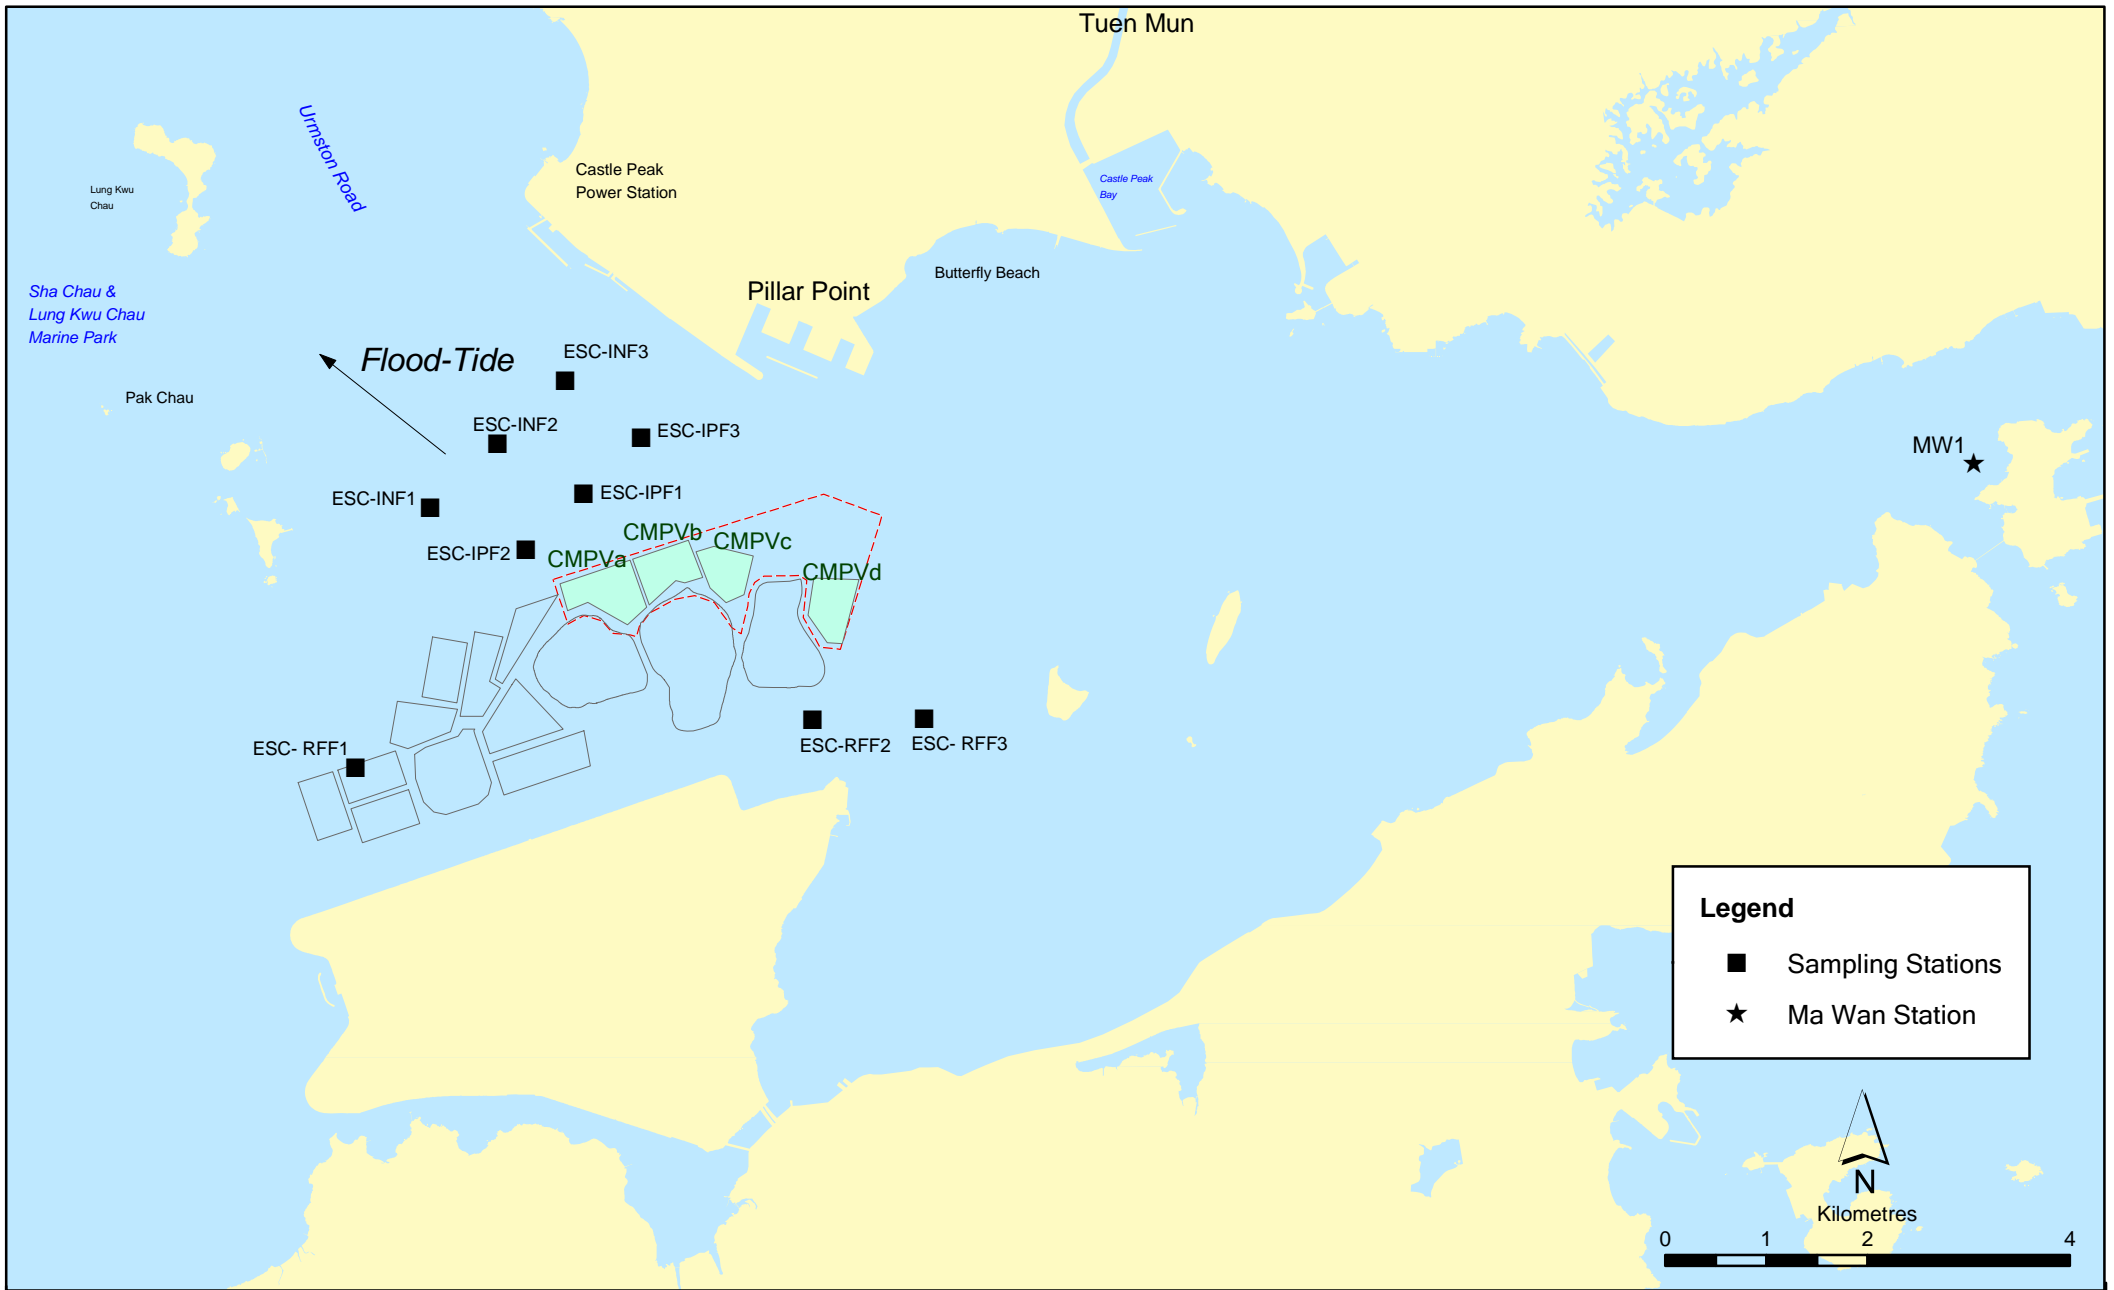 Tuen Mun
Urmston Road
Castle Peak
Power Station
Castle Peak
Bay
Lung Kwu
Chau
Butterfly Beach
Pillar Point
Sha Chau &
Lung Kwu Chau
Marine Park
Flood-Tide
ESC-INF3
Pak Chau
ESC-INF2
ESC-IPF3
MW1
ESC-INF1
ESC-IPF1
CMPVb
CMPVc
ESC-IPF2
CMPVa
CMPVd
ESC- RFF1
ESC-RFF2
ESC- RFF3
Legend
Sampling Stations
Ma Wan Station
N
Kilometres
0 1 2 4